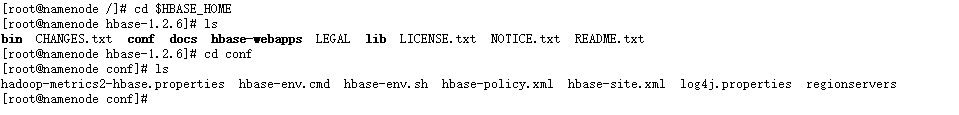 [root@namenode /]# cd $HBASE_HOME
[root@namenode hbase-1.2.6]# ls
bin  CHANGES.txt  conf  docs  hbase-webapps  LEGAL  lib  LICENSE.txt  NOTICE.txt  README.txt
[root@namenode hbase-1.2.6]# cd conf
[root@namenode conf]# ls
hadoop-metrics2-hbase.properties  hbase-env.cmd  hbase-env.sh  hbase-policy.xml  hbase-site.xml  log4j.properties  regionservers
[root@namenode conf]#